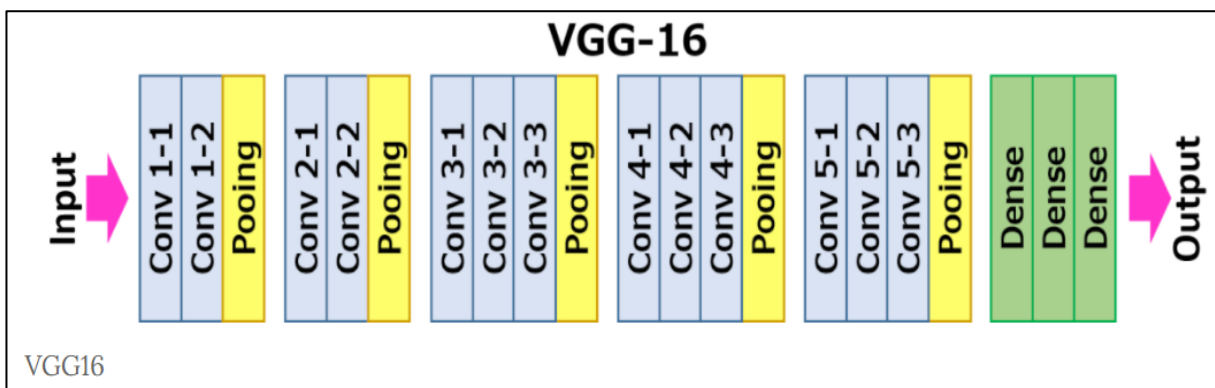 VGG-16
Input
Conv 1-1
Conv 1-2
Pooing
Conv 2-1
Conv 2-2
Pooing
Conv 3-1
Conv 3-2
Conv 3-3
Pooing
Conv 4-1
Conv 4-2
Conv 4-3
Pooing
Conv 5-1
Conv 5-2
Conv 5-3
Pooing
Dense
Dense
Dense
Output
VGG16